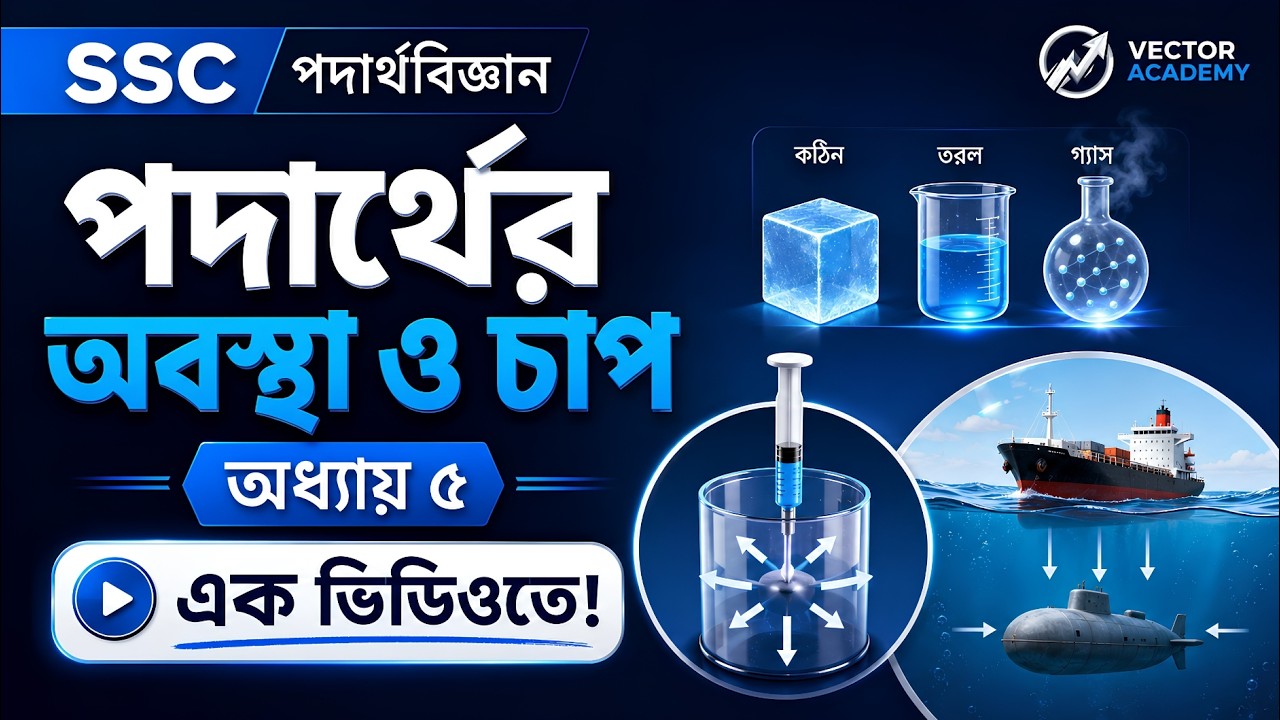 SSC পদার্থবিজ্ঞান
VECTOR
ACADEMY
পদার্থের
অবস্থা ও চাপ
অধ্যায় ৫
এক ভিডিওতে!
কঠিন
তরল
গ্যাস